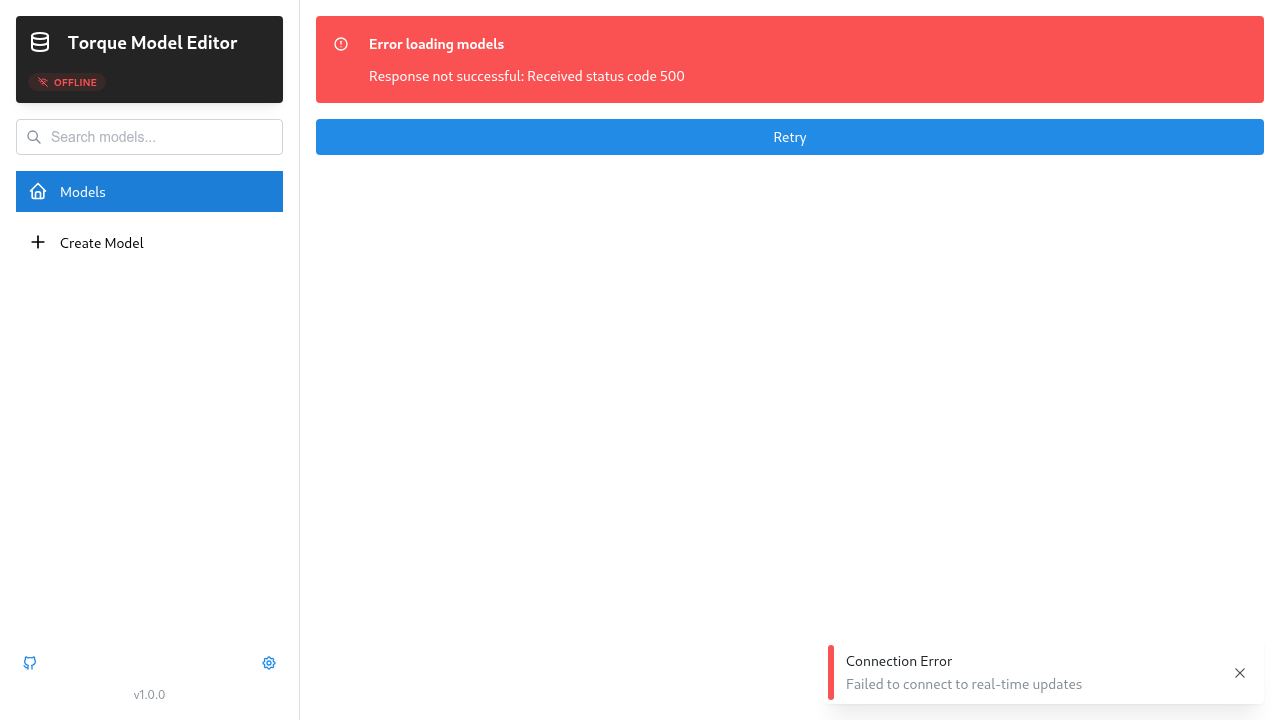 Torque Model Editor
OFFLINE
Search models...
Models
Create Model
v1.0.0
Error loading models
Response not successful: Received status code 500
Retry
Connection Error
Failed to connect to real-time updates